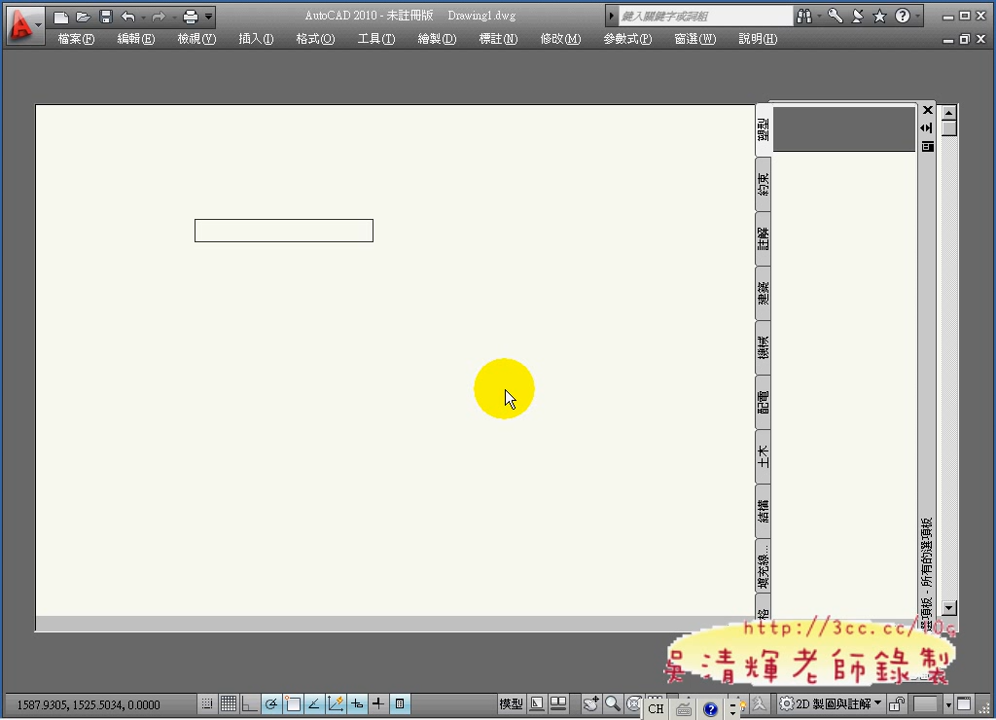 AutoCAD 2010 - 未註冊版 Drawing1.dwg
鍵入關鍵字或詞組
檔案(F) 編輯(E) 檢視(V) 插入(I) 格式(O) 工具(T) 繪製(D) 標註(N) 修改(M) 參數式(P) 視窗(W) 說明(H)
塑型
約束
註解
建築
機械
配電
土木
結構
填充線...
格
選項板 - 所有的選項板
http://3cc.cc/10s
吳清輝老師錄製
1587.9305, 1525.5034, 0.0000
模型
CH
2D 製圖與註解